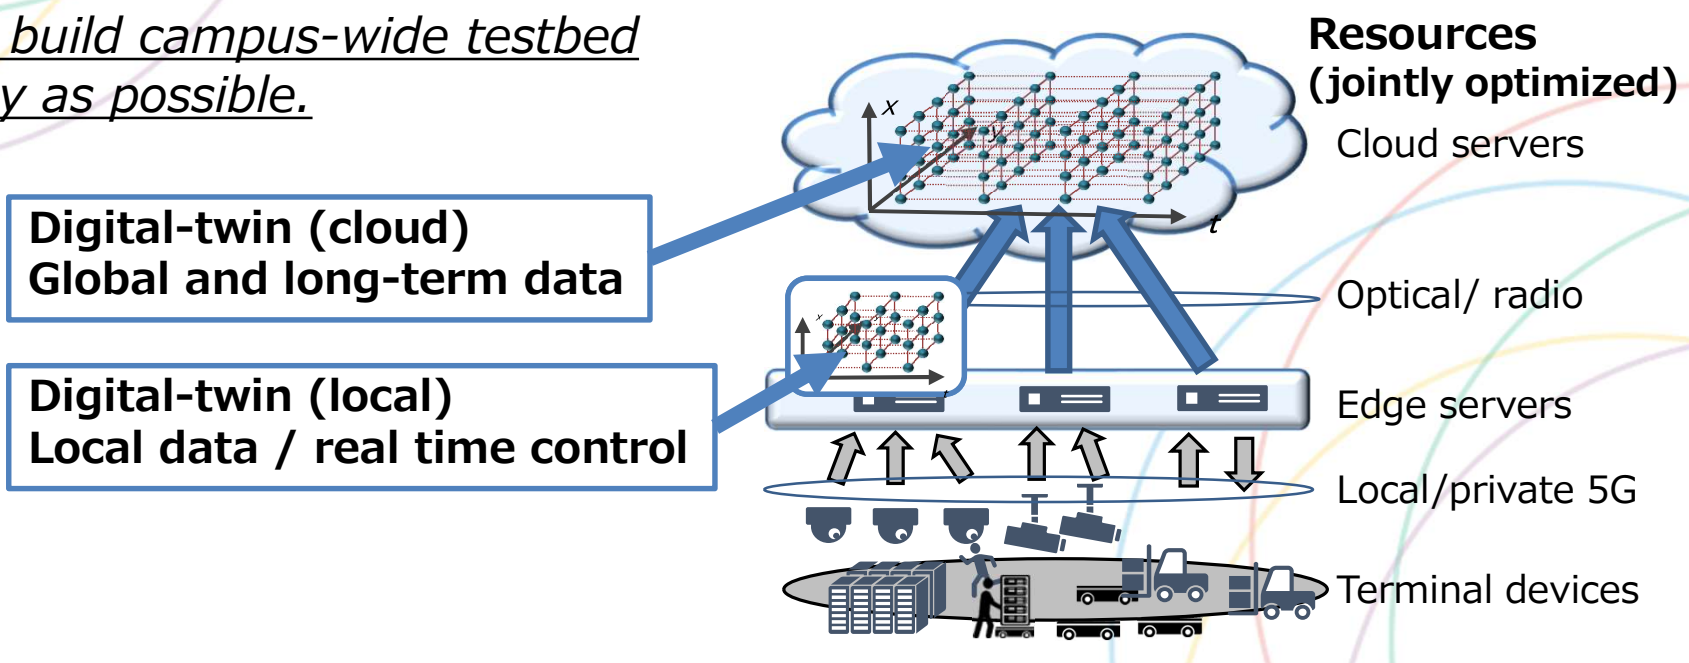 build campus-wide testbed
y as possible.
Resources
(jointly optimized)
x
y
t
Cloud servers
Digital-twin (cloud)
Global and long-term data
Optical/ radio
x
t
Digital-twin (local)
Local data / real time control
Edge servers
Local/private 5G
Terminal devices